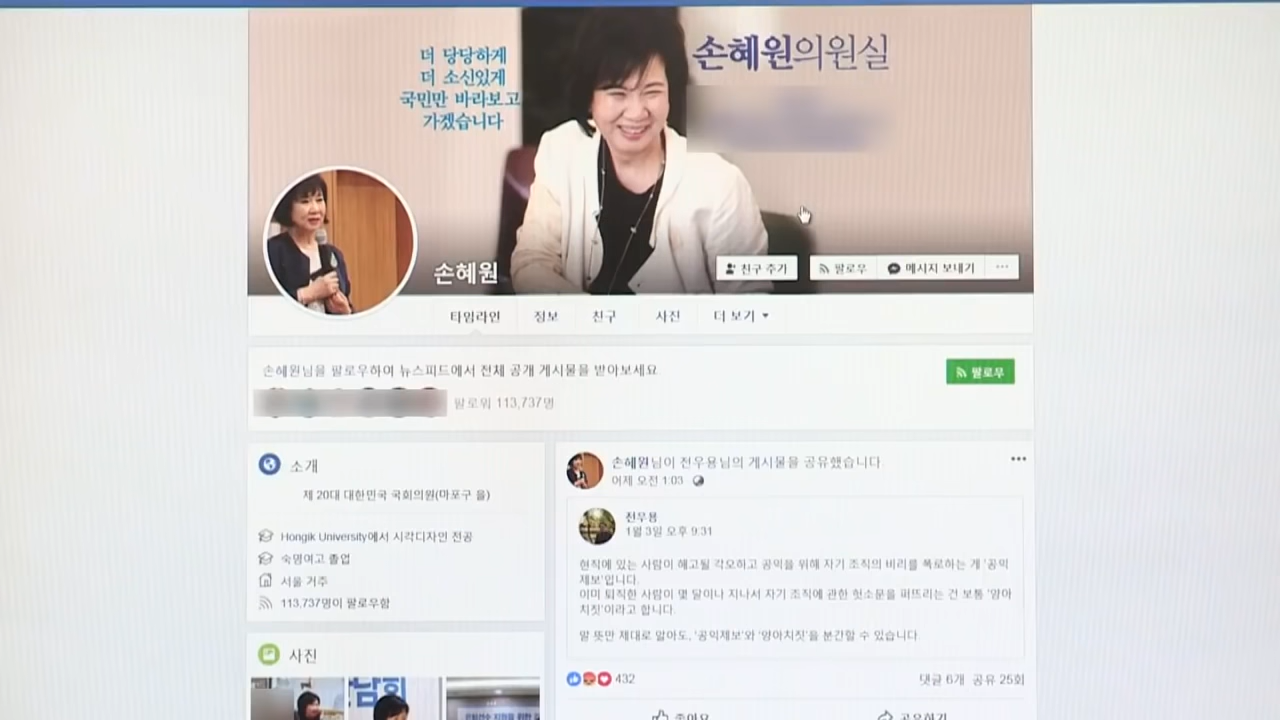 더 당당하게
더 소신있게
국민만 바라보고
가겠습니다
손혜원의원실
손혜원
친구 추가
팔로우
메시지 보내기
타임라인 정보 친구 사진 더 보기
손혜원님을 팔로우하여 뉴스피드에서 전체 공개 게시물을 받아보세요
팔로우
팔로워 113,737명
소개
제 20대 대한민국 국회의원(마포구 을)
Hongik University에서 시각디자인 전공
숙명여고 졸업
서울 거주
113,737명이 팔로우함
사진
손혜원님이 전우용님의 게시물을 공유했습니다.
어제 오전 1:03
전우용
1월 3일 오후 9:31
현직에 있는 사람이 해고될 각오하고 공익을 위해 자기 조직의 비리를 폭로하는 게 '공익
제보'입니다.
이미 퇴직한 사람이 몇 달이나 지나서 자기 조직에 관한 헛소문을 퍼뜨리는 건 보통 '양아
치짓'이라고 합니다.
말 뜻만 제대로 알아도, '공익제보'와 '양아치짓'을 분간할 수 있습니다.
432
댓글 6개 공유 25회
좋아요
공유하기